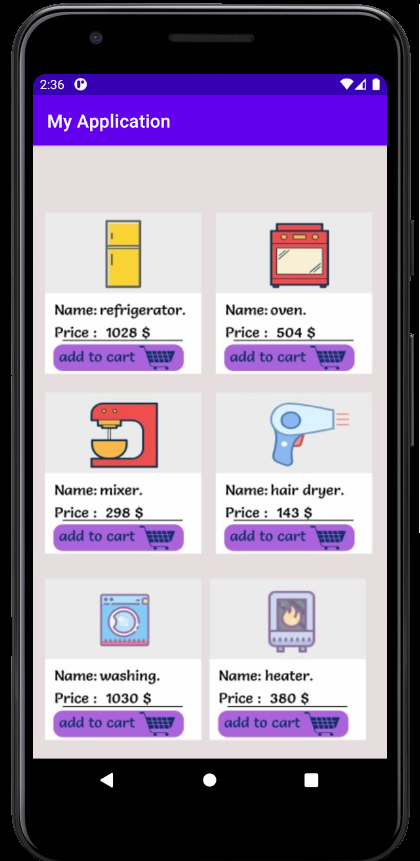 2:36
My Application
Name: refrigerator.
Price : 1028 $
add to cart
Name: oven.
Price : 504 $
add to cart
Name: mixer.
Price : 298 $
add to cart
Name: hair dryer.
Price : 143 $
add to cart
Name: washing.
Price : 1030 $
add to cart
Name: heater.
Price : 380 $
add to cart